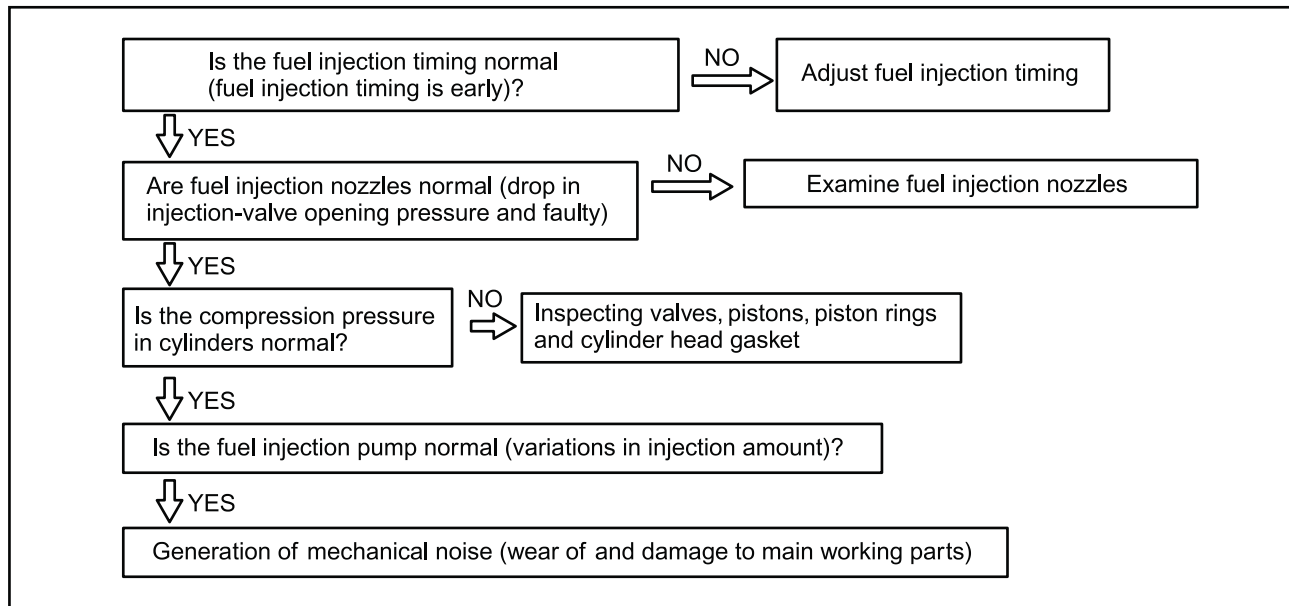 Is the fuel injection timing normal
(fuel injection timing is early)?
NO
Adjust fuel injection timing
YES
Are fuel injection nozzles normal (drop in
injection-valve opening pressure and faulty)
NO
Examine fuel injection nozzles
YES
Is the compression pressure
in cylinders normal?
NO
Inspecting valves, pistons, piston rings
and cylinder head gasket
YES
Is the fuel injection pump normal (variations in injection amount)?
YES
Generation of mechanical noise (wear of and damage to main working parts)